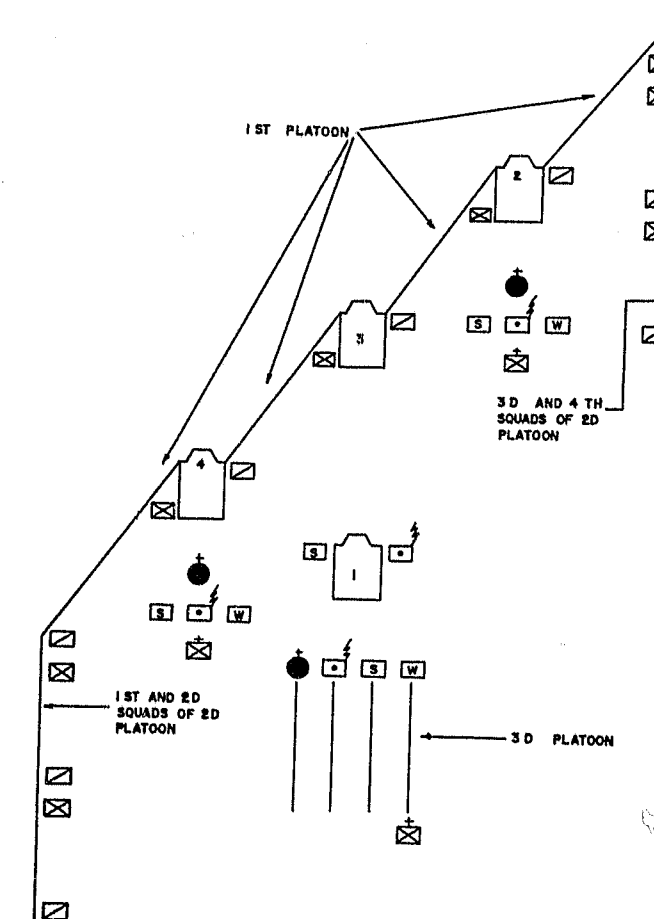 1ST PLATOON
2
3
S
W
3D AND 4TH
SQUADS OF 2D
PLATOON
4
S
1
S
W
S
W
1ST AND 2D
SQUADS OF 2D
PLATOON
3D PLATOON